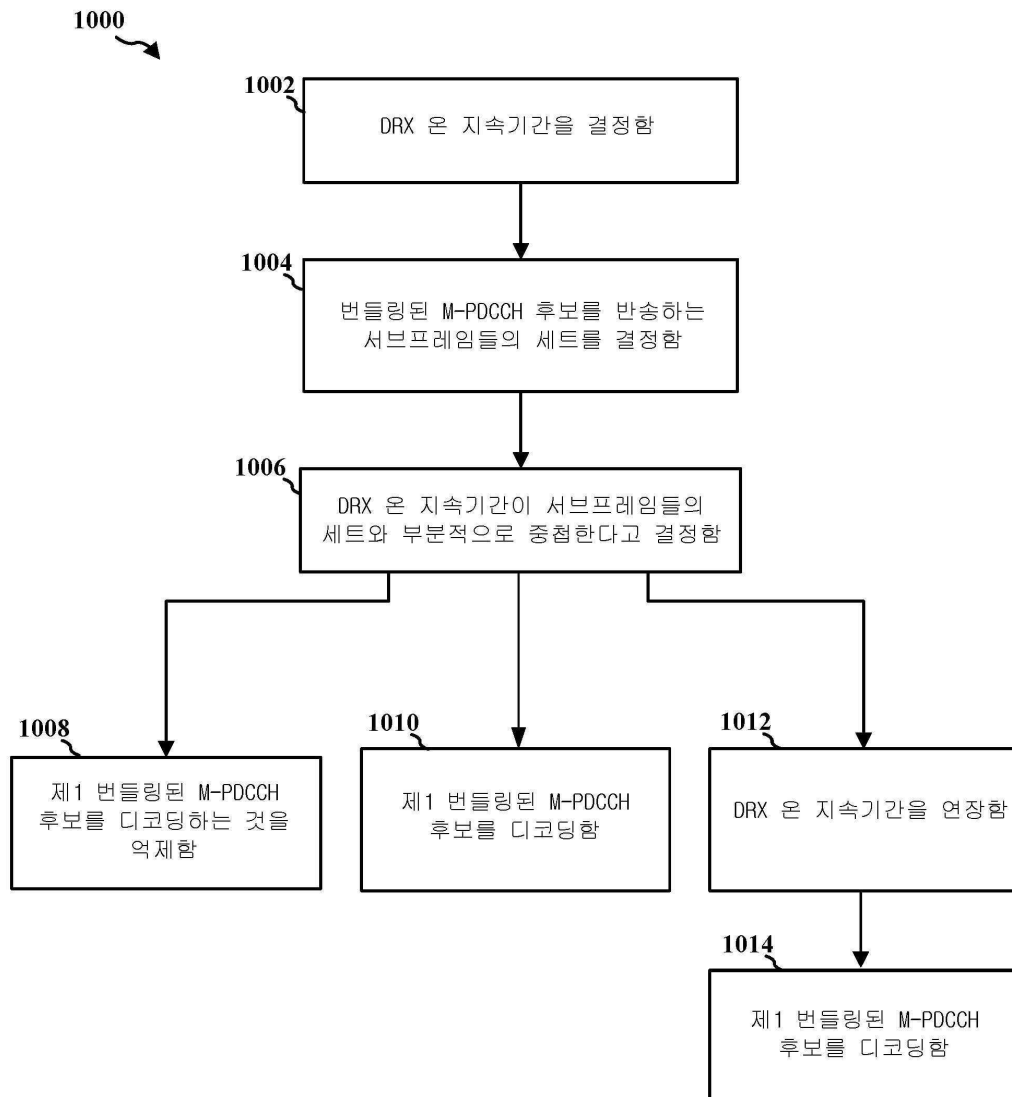 1000
1002
DRX 온 지속기간을 결정함
1004
번들링된 M-PDCCH 후보를 반송하는
서브프레임들의 세트를 결정함
1006
DRX 온 지속기간이 서브프레임들의
세트와 부분적으로 중첩한다고 결정함
1008
제1 번들링된 M-PDCCH
후보를 디코딩하는 것을
억제함
1010
제1 번들링된 M-PDCCH
후보를 디코딩함
1012
DRX 온 지속기간을 연장함
1014
제1 번들링된 M-PDCCH
후보를 디코딩함